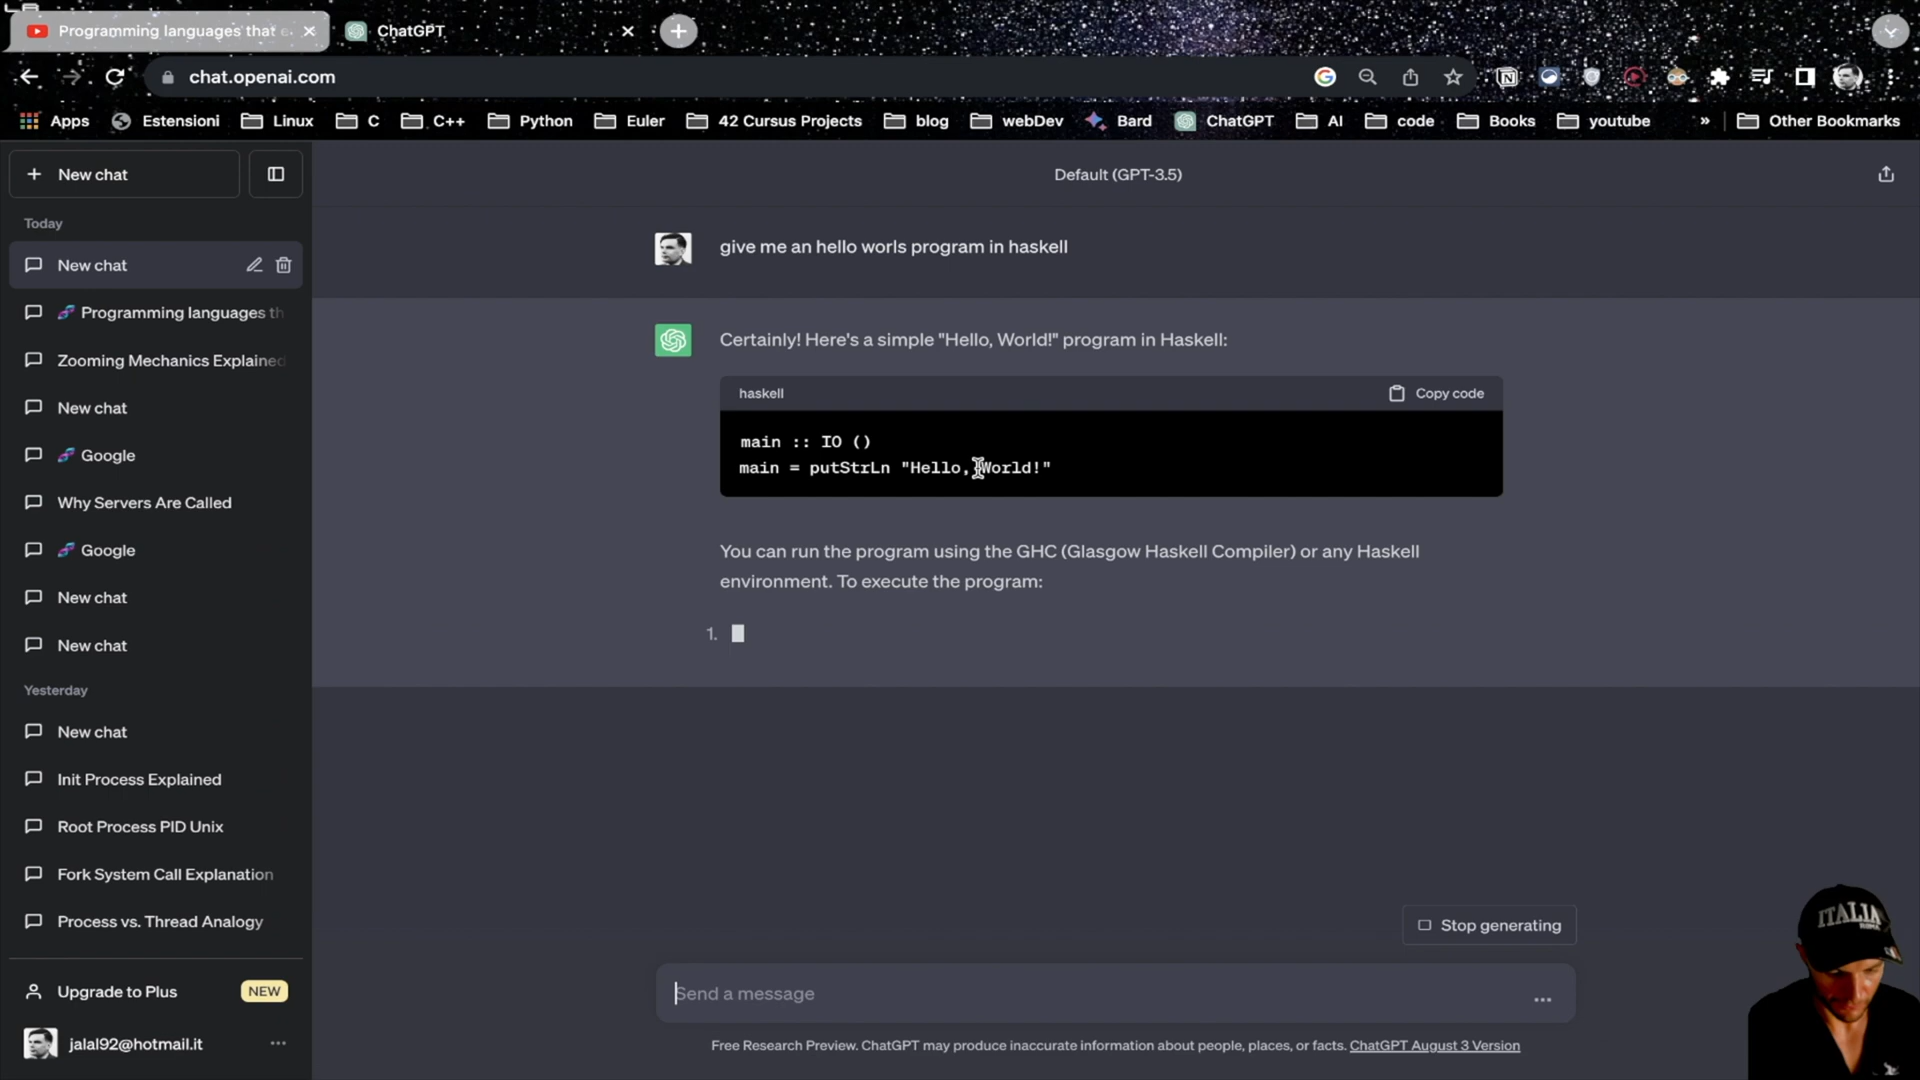 Programming languages that
ChatGPT
chat.openai.com
Apps
Estensioni
Linux
C
C++
Python
Euler
42 Cursus Projects
blog
webDev
Bard
ChatGPT
AI
code
Books
youtube
»
Other Bookmarks
New chat
Today
New chat
Programming languages th
Zooming Mechanics Explained
New chat
Google
Why Servers Are Called
Google
New chat
New chat
Yesterday
New chat
Init Process Explained
Root Process PID Unix
Fork System Call Explanation
Process vs. Thread Analogy
Upgrade to Plus
NEW
jalal92@hotmail.it
Default (GPT-3.5)
give me an hello worls program in haskell
Certainly! Here's a simple "Hello, World!" program in Haskell:
haskell
Copy code
main :: IO ()
main = putStrLn "Hello, World!"
You can run the program using the GHC (Glasgow Haskell Compiler) or any Haskell
environment. To execute the program:
1.
Stop generating
Send a message
Free Research Preview. ChatGPT may produce inaccurate information about people, places, or facts. ChatGPT August 3 Version
ITALIA